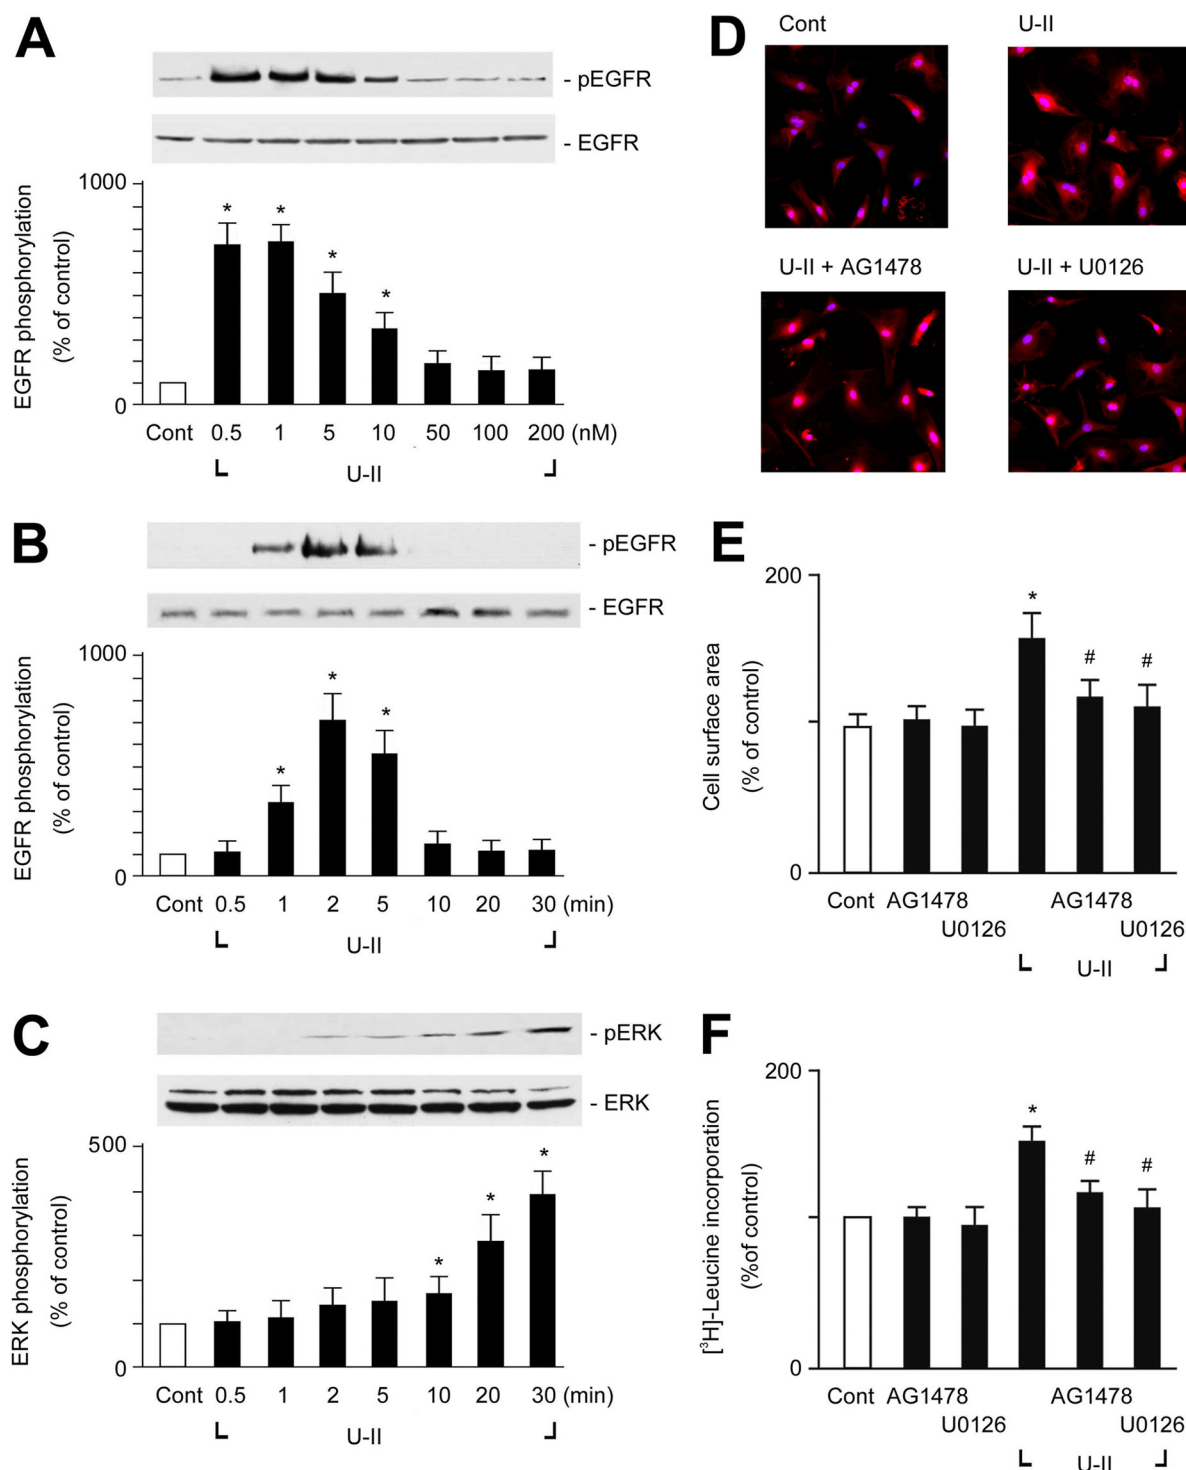 A
- pEGFR
- EGFR
EGFR phosphorylation
(% of control)
1000
0
* * * *
Cont 0.5 1 5 10 50 100 200 (nM)
U-II
B
- pEGFR
- EGFR
EGFR phosphorylation
(% of control)
1000
0
* * *
Cont 0.5 1 2 5 10 20 30 (min)
U-II
C
- pERK
- ERK
ERK phosphorylation
(% of control)
500
0
* * *
Cont 0.5 1 2 5 10 20 30 (min)
U-II
D
Cont U-II
U-II + AG1478 U-II + U0126
E
Cell surface area
(% of control)
200
0
* # #
Cont AG1478 AG1478
U0126 U0126
U-II
F
[³H]-Leucine incorporation
(%of control)
200
0
* # #
Cont AG1478 AG1478
U0126 U0126
U-II